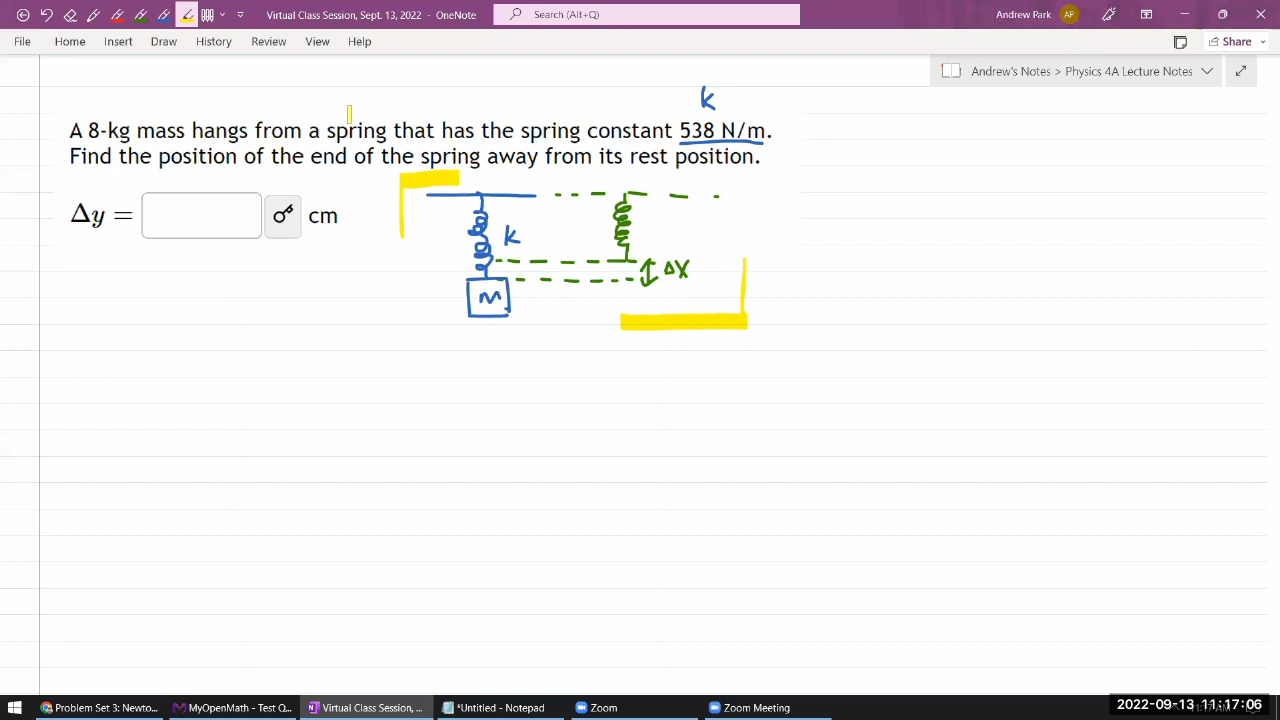 Virtual Class Session, Sept. 13, 2022 - OneNote
Search (Alt+Q)
Andrew Park
AP
File
Home
Insert
Draw
History
Review
View
Help
Share
Andrew's Notes > Physics 4A Lecture Notes
k
A 8-kg mass hangs from a spring that has the spring constant 538 N/m.
Find the position of the end of the spring away from its rest position.
Δy =
cm
k
ΔX
m
Problem Set 3: Newto...
MyOpenMath - Test Q...
Virtual Class Session, ...
*Untitled - Notepad
Zoom
Zoom Meeting
2022-09-13 11:17:06